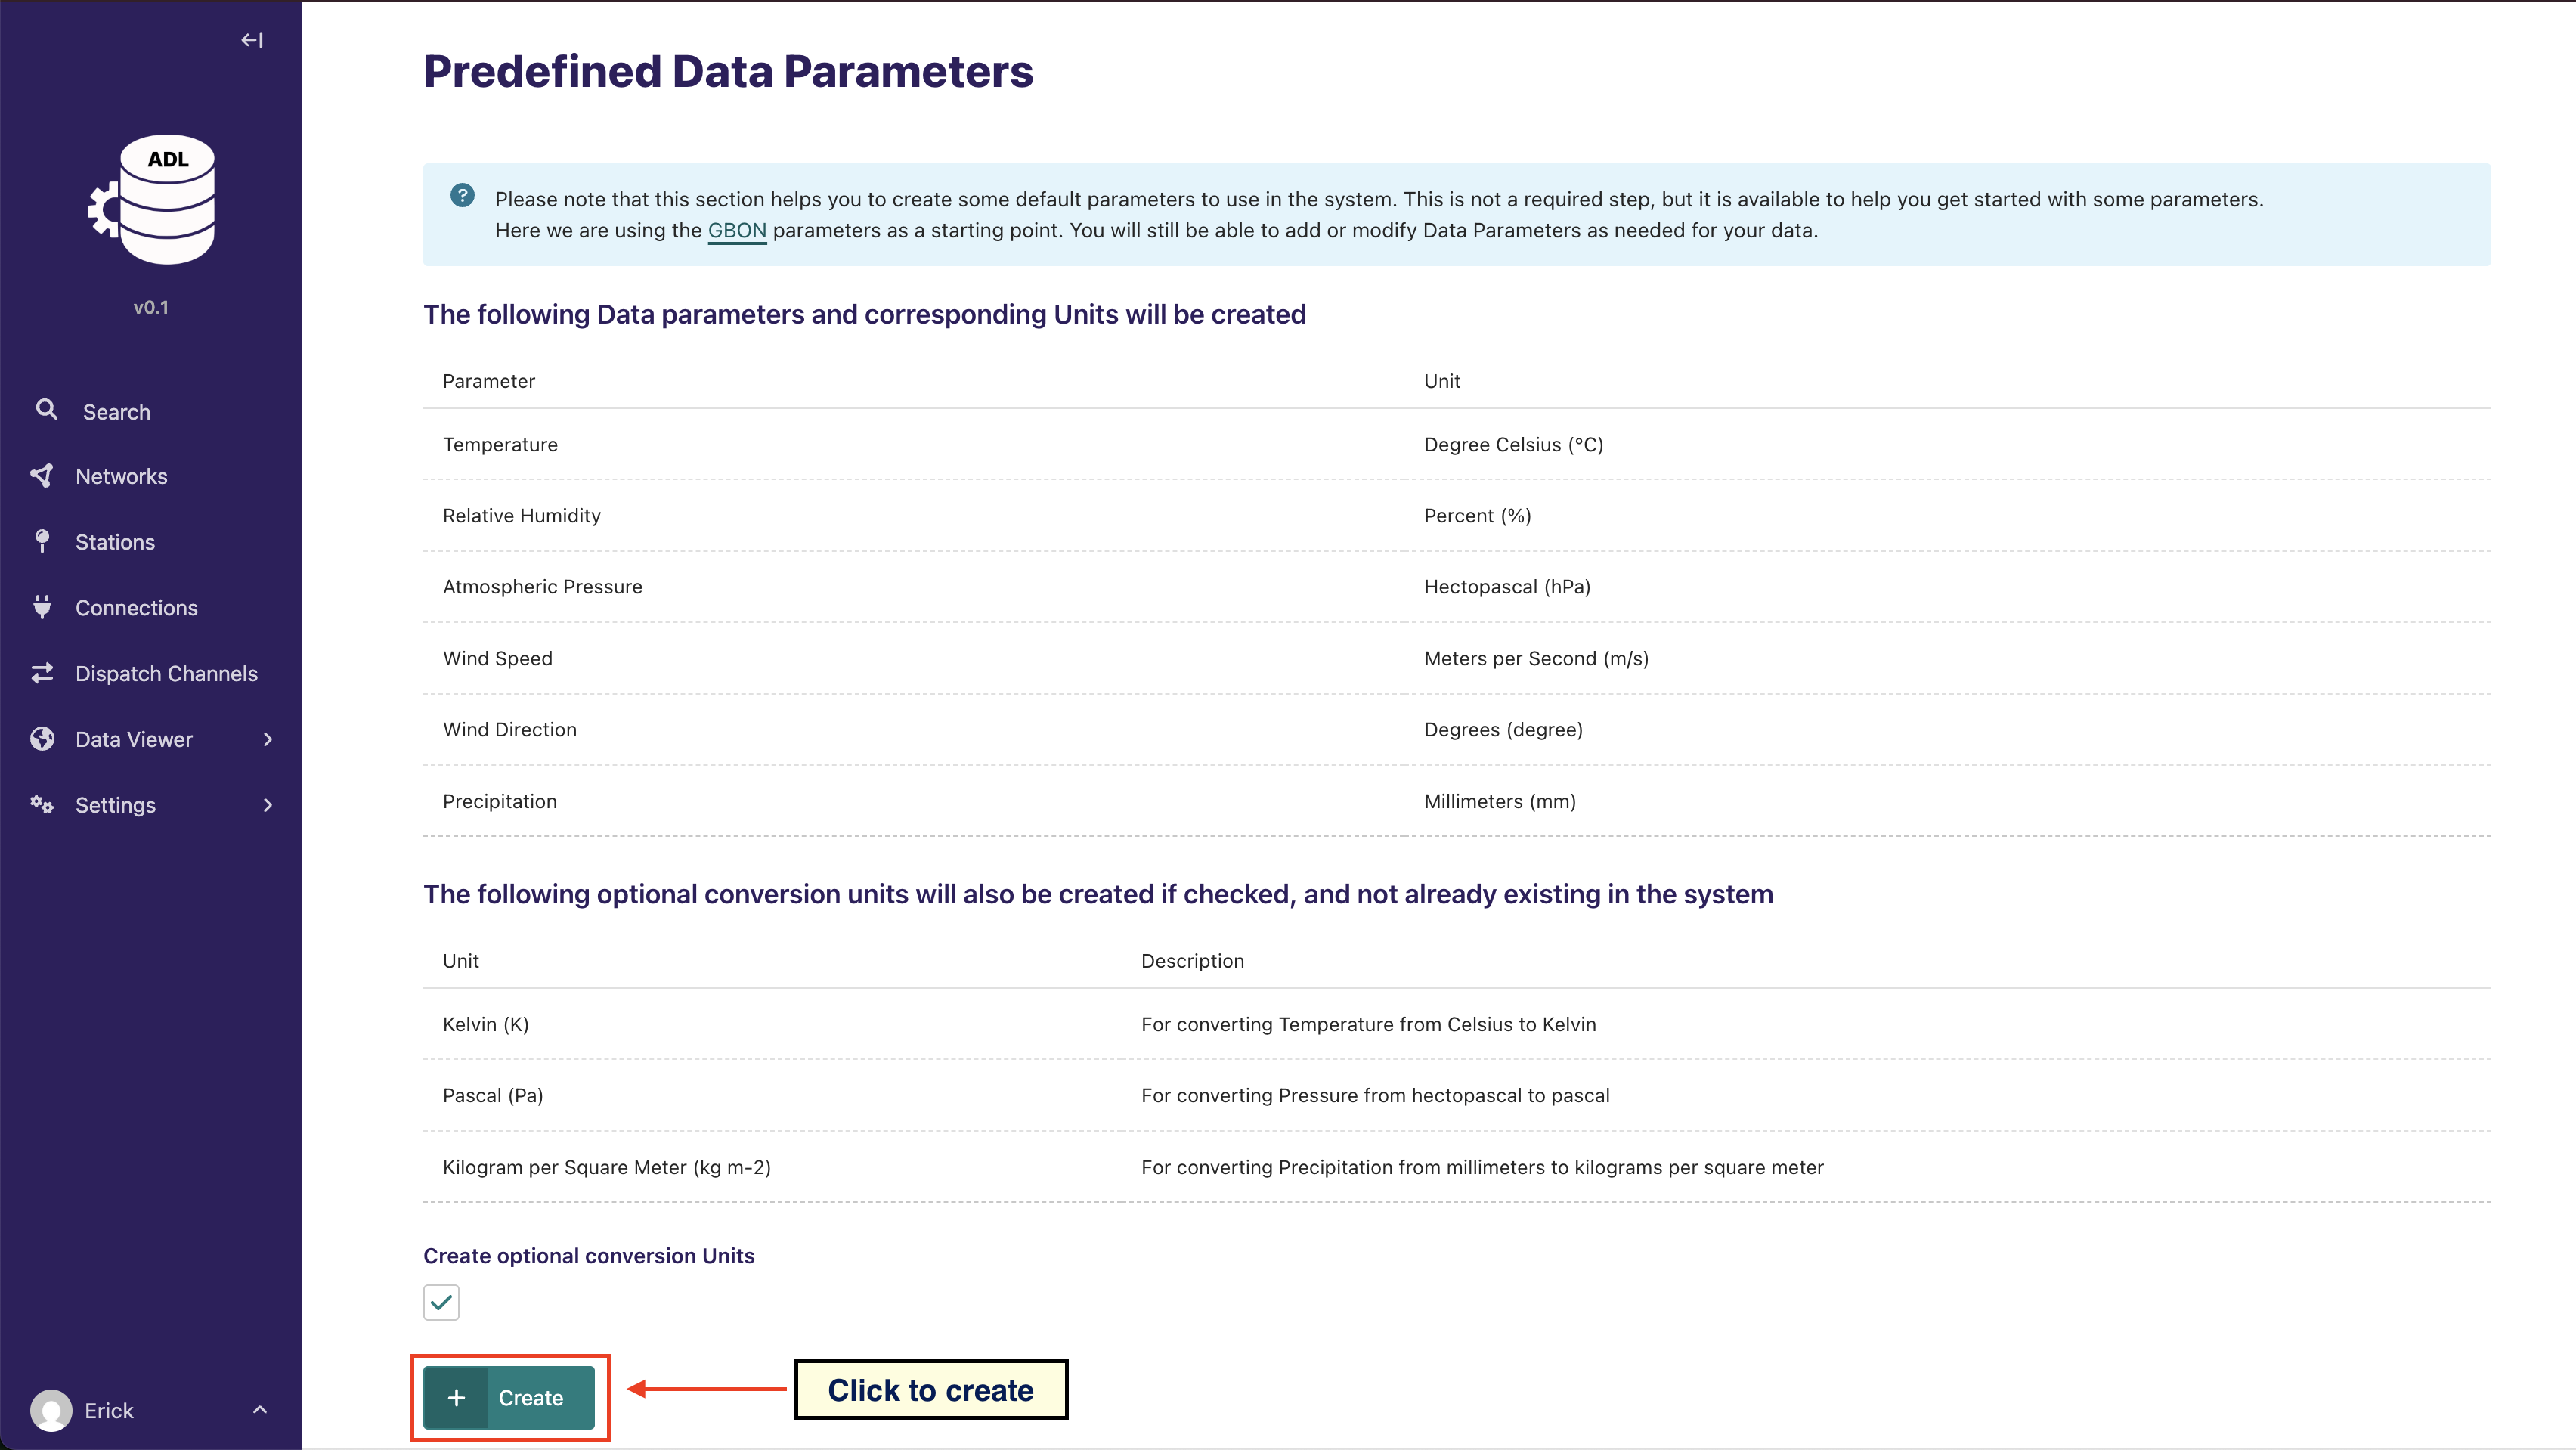 ADL
v0.1
Search
Networks
Stations
Connections
Dispatch Channels
Data Viewer
Settings
Erick
Predefined Data Parameters
Please note that this section helps you to create some default parameters to use in the system. This is not a required step, but it is available to help you get started with some parameters.
Here we are using the GBON parameters as a starting point. You will still be able to add or modify Data Parameters as needed for your data.
The following Data parameters and corresponding Units will be created
Parameter Unit
Temperature Degree Celsius (°C)
Relative Humidity Percent (%)
Atmospheric Pressure Hectopascal (hPa)
Wind Speed Meters per Second (m/s)
Wind Direction Degrees (degree)
Precipitation Millimeters (mm)
The following optional conversion units will also be created if checked, and not already existing in the system
Unit Description
Kelvin (K) For converting Temperature from Celsius to Kelvin
Pascal (Pa) For converting Pressure from hectopascal to pascal
Kilogram per Square Meter (kg m-2) For converting Precipitation from millimeters to kilograms per square meter
Create optional conversion Units
+ Create
Click to create